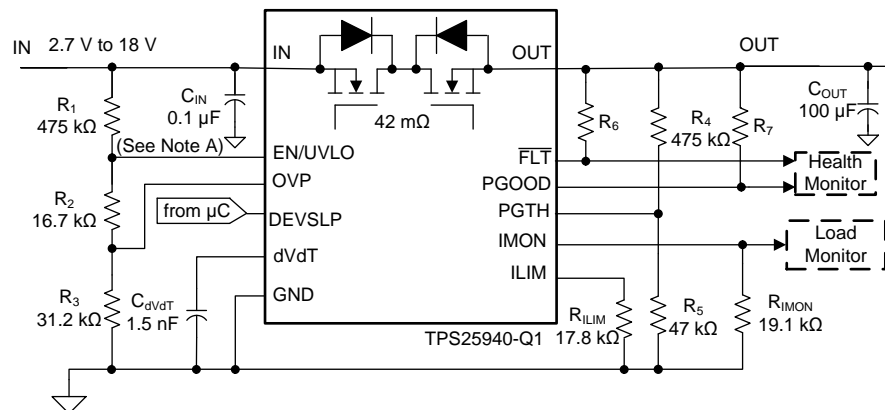 IN 2.7 V to 18 V
IN
OUT
OUT
R1
475 kΩ
CIN
0.1 µF
42 mΩ
R6
R4
475 kΩ
R7
COUT
100 µF
(See Note A)
EN/UVLO
FLT
Health
Monitor
OVP
PGOOD
R2
16.7 kΩ
from µC
DEVSLP
PGTH
IMON
Load
Monitor
dVdT
ILIM
R3
31.2 kΩ
CdVdT
1.5 nF
GND
RILIM
17.8 kΩ
R5
47 kΩ
RIMON
19.1 kΩ
TPS25940-Q1